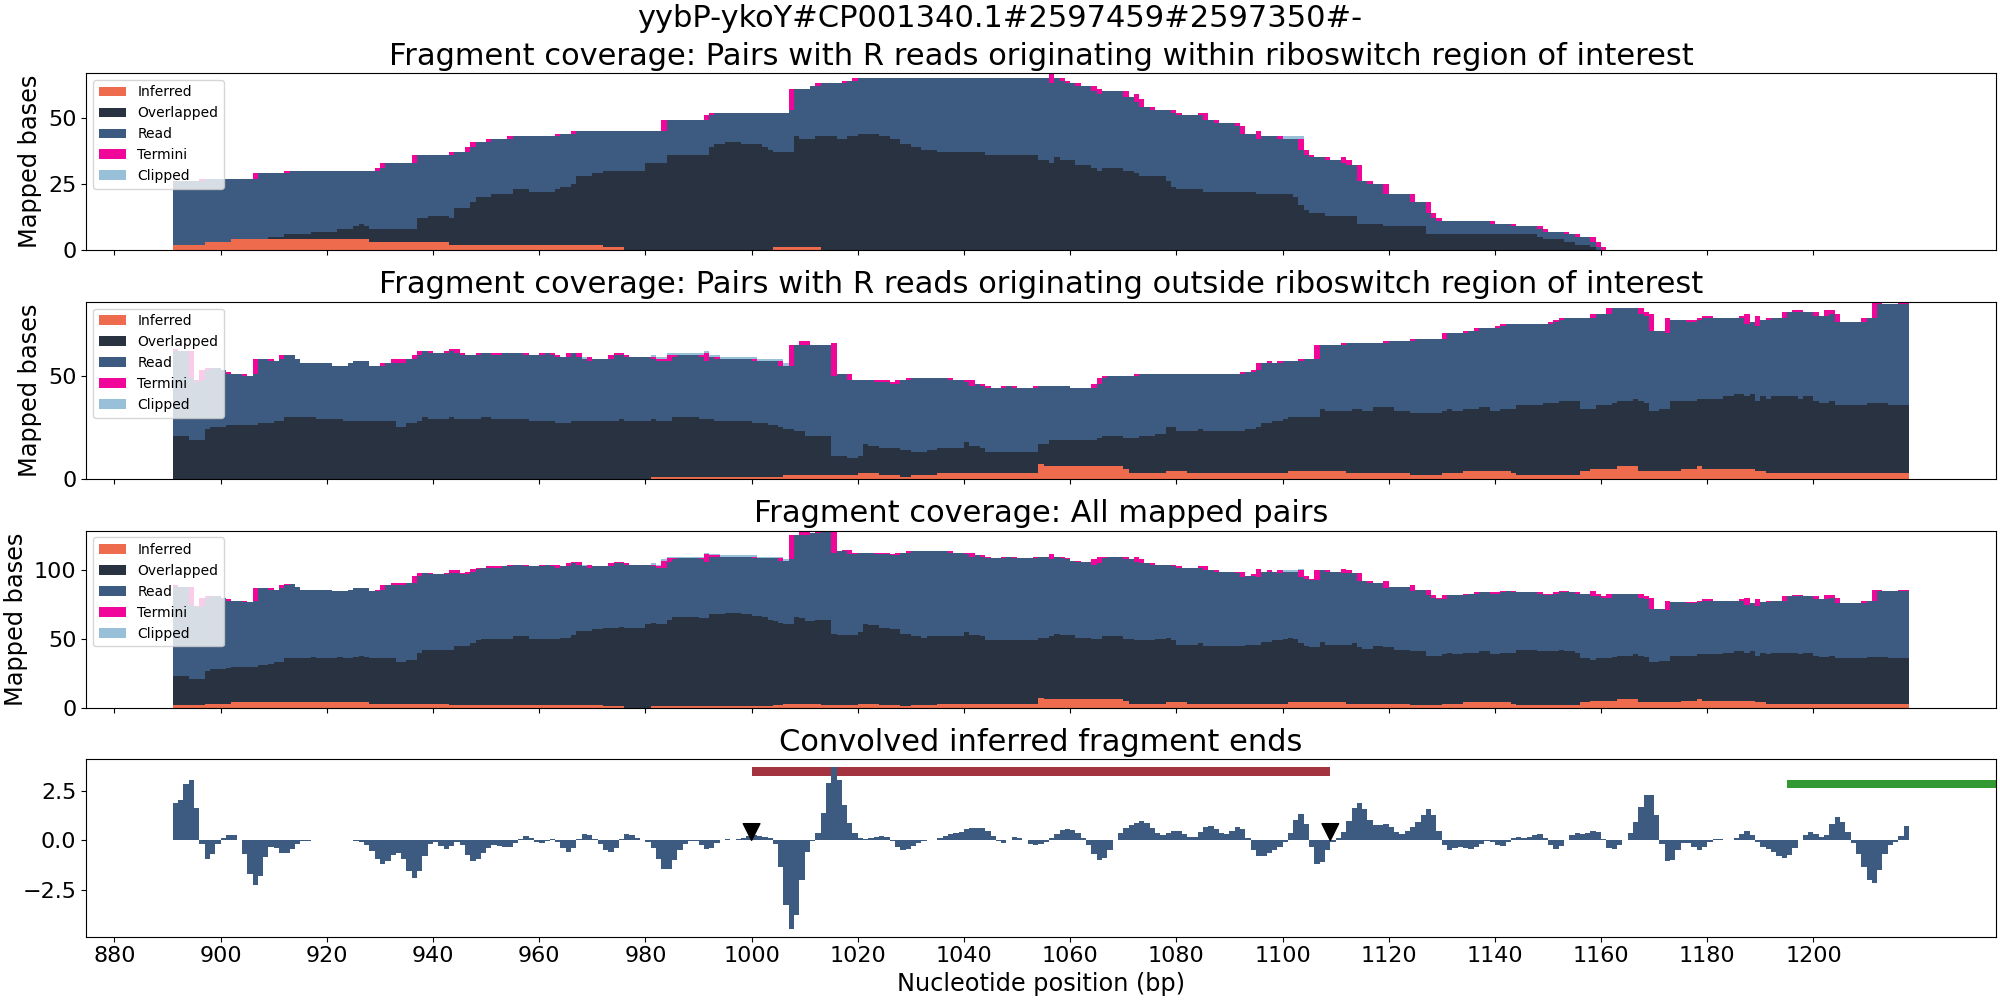 yybP-ykoY#CP001340.1#2597459#2597350#-
Fragment coverage: Pairs with R reads originating within riboswitch region of interest
Mapped bases
50
25
0
Inferred
Overlapped
Read
Termini
Clipped
Fragment coverage: Pairs with R reads originating outside riboswitch region of interest
Mapped bases
50
0
Inferred
Overlapped
Read
Termini
Clipped
Fragment coverage: All mapped pairs
Mapped bases
100
50
0
Inferred
Overlapped
Read
Termini
Clipped
Convolved inferred fragment ends
2.5
0.0
−2.5
880 900 920 940 960 980 1000 1020 1040 1060 1080 1100 1120 1140 1160 1180 1200
Nucleotide position (bp)